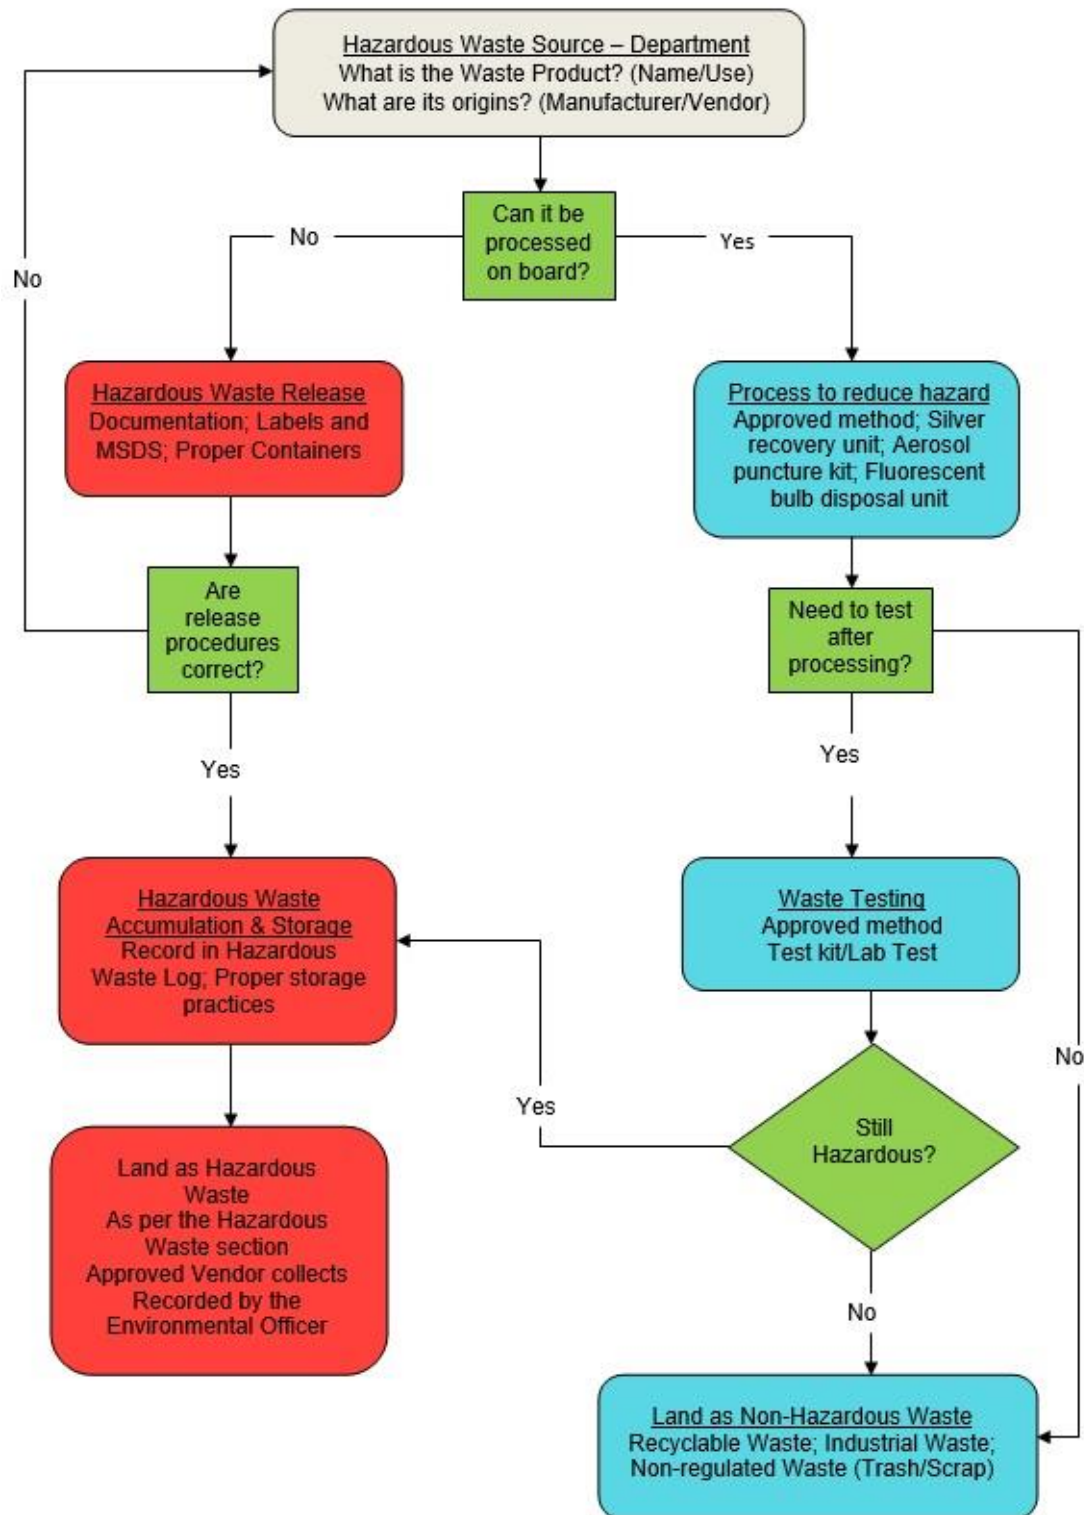 Hazardous Waste Source – Department
What is the Waste Product? (Name/Use)
What are its origins? (Manufacturer/Vendor)
Can it be
processed
on board?
No
Yes
No
Hazardous Waste Release
Documentation; Labels and
MSDS; Proper Containers
Process to reduce hazard
Approved method; Silver
recovery unit; Aerosol
puncture kit; Fluorescent
bulb disposal unit
Are
release
procedures
correct?
Need to test
after
processing?
Yes
Yes
Hazardous Waste
Accumulation & Storage
Record in Hazardous
Waste Log; Proper storage
practices
Waste Testing
Approved method
Test kit/Lab Test
No
Yes
Still
Hazardous?
Land as Hazardous
Waste
As per the Hazardous
Waste section
Approved Vendor collects
Recorded by the
Environmental Officer
No
Land as Non-Hazardous Waste
Recyclable Waste; Industrial Waste;
Non-regulated Waste (Trash/Scrap)